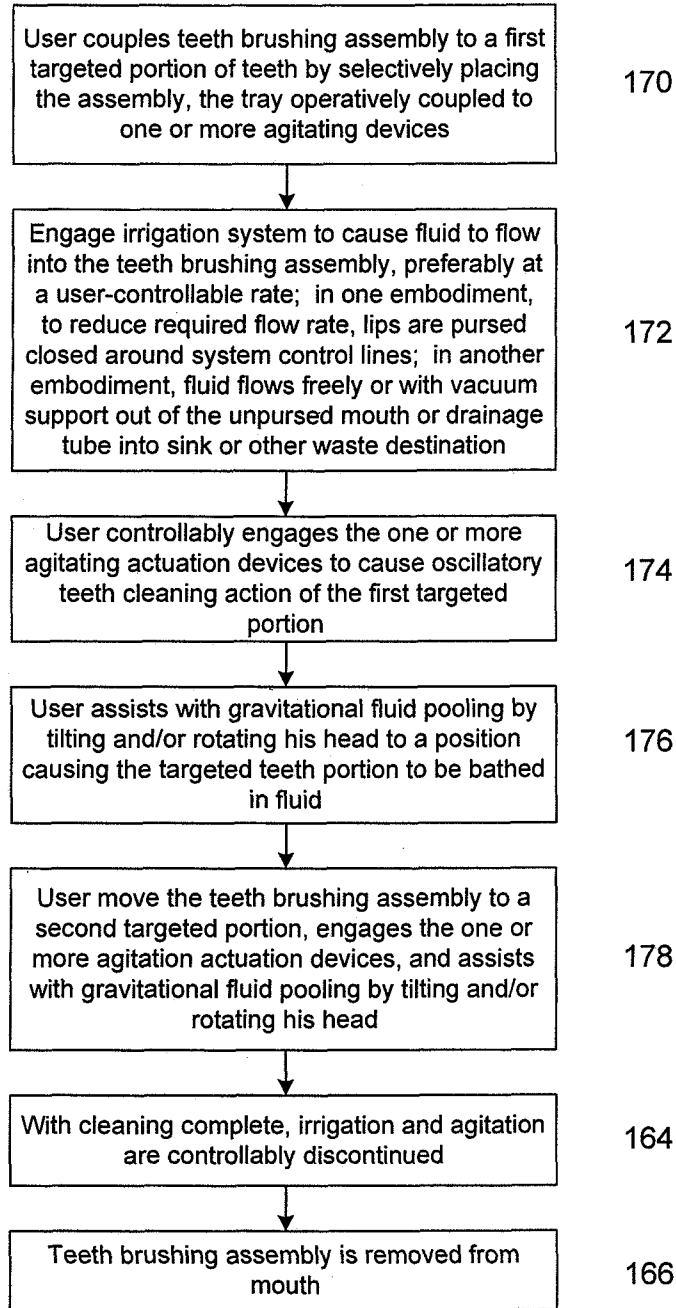 User couples teeth brushing assembly to a first
targeted portion of teeth by selectively placing
the assembly, the tray operatively coupled to
one or more agitating devices
170
Engage irrigation system to cause fluid to flow
into the teeth brushing assembly, preferably at
a user-controllable rate; in one embodiment,
to reduce required flow rate, lips are pursed
closed around system control lines; in another
embodiment, fluid flows freely or with vacuum
support out of the unpursed mouth or drainage
tube into sink or other waste destination
172
User controllably engages the one or more
agitating actuation devices to cause oscillatory
teeth cleaning action of the first targeted
portion
174
User assists with gravitational fluid pooling by
tilting and/or rotating his head to a position
causing the targeted teeth portion to be bathed
in fluid
176
User move the teeth brushing assembly to a
second targeted portion, engages the one or
more agitation actuation devices, and assists
with gravitational fluid pooling by tilting and/or
rotating his head
178
With cleaning complete, irrigation and agitation
are controllably discontinued
164
Teeth brushing assembly is removed from
mouth
166